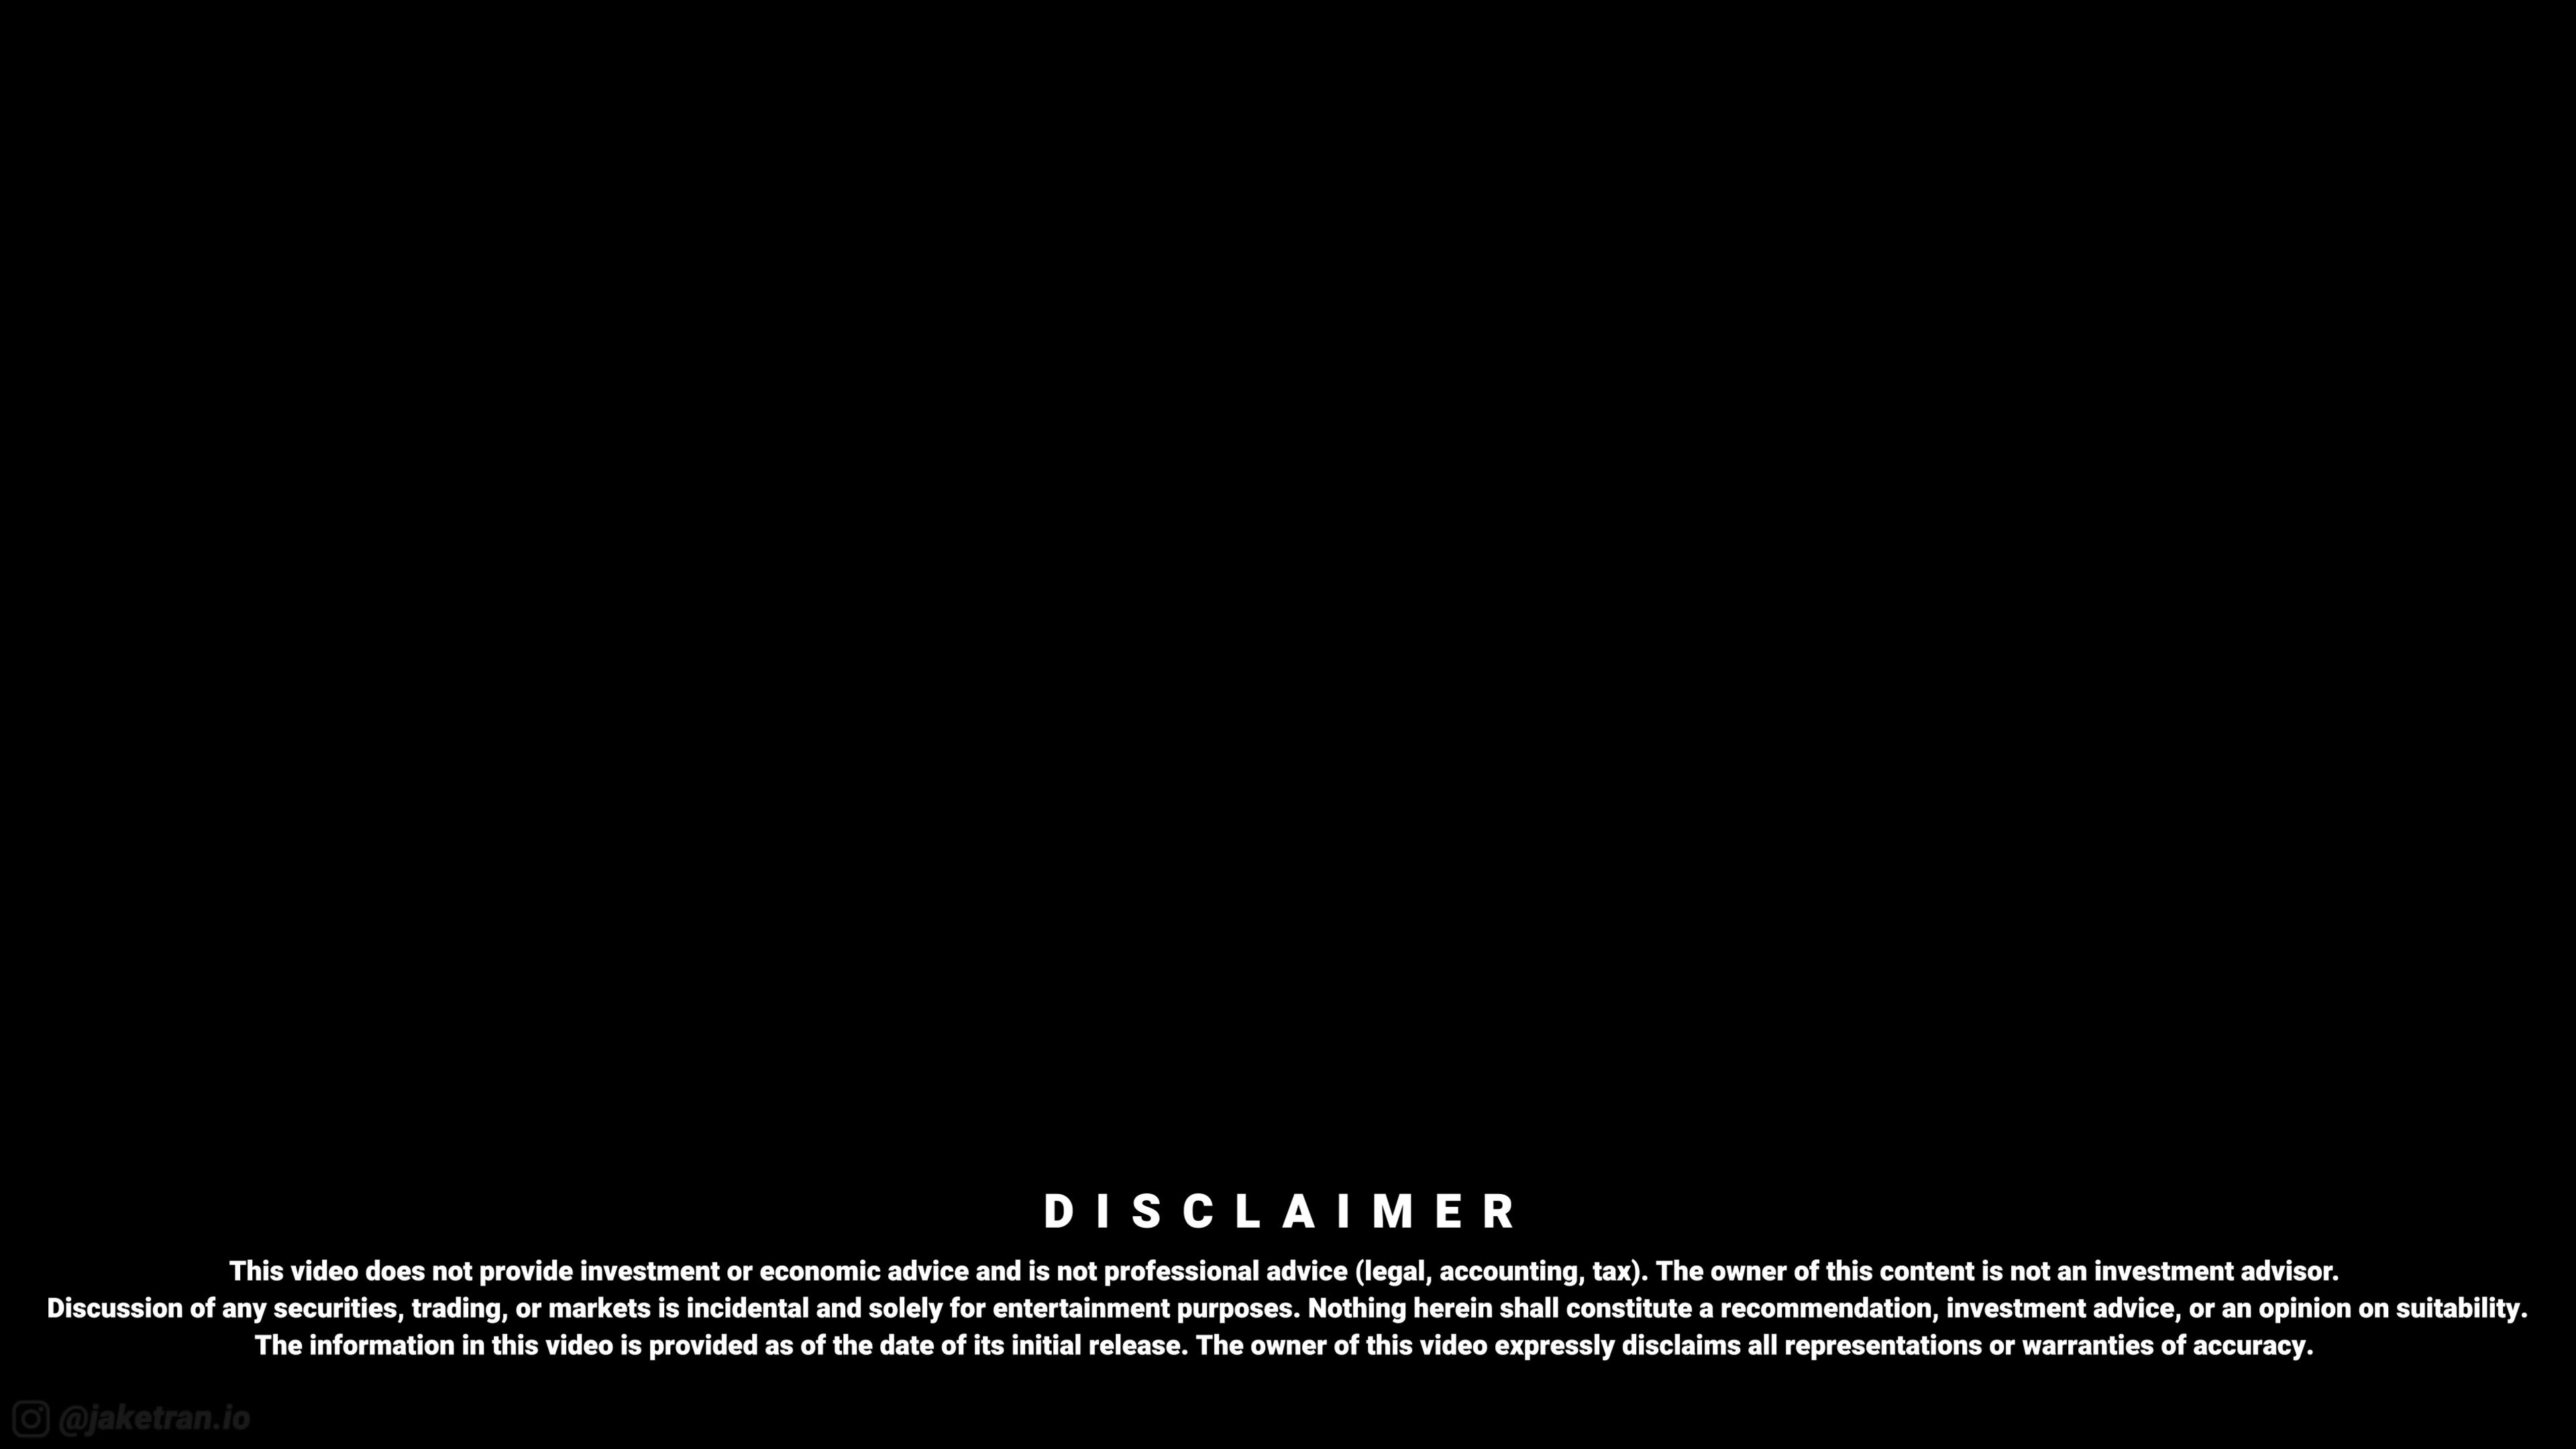 DISCLAIMER
This video does not provide investment or economic advice and is not professional advice (legal, accounting, tax). The owner of this content is not an investment advisor.
Discussion of any securities, trading, or markets is incidental and solely for entertainment purposes. Nothing herein shall constitute a recommendation, investment advice, or an opinion on suitability.
The information in this video is provided as of the date of its initial release. The owner of this video expressly disclaims all representations or warranties of accuracy.
@jaketran.io